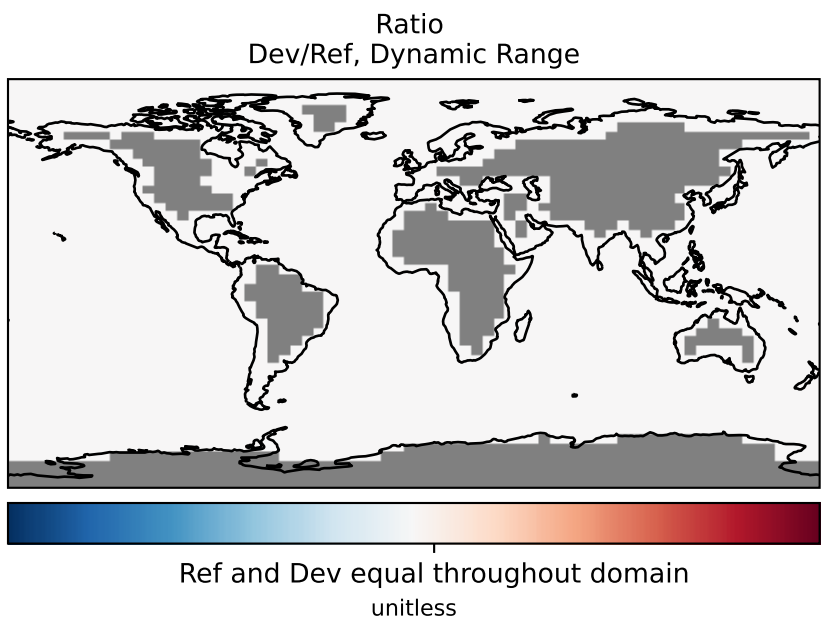 Ratio
Dev/Ref, Dynamic Range
Ref and Dev equal throughout domain
unitless